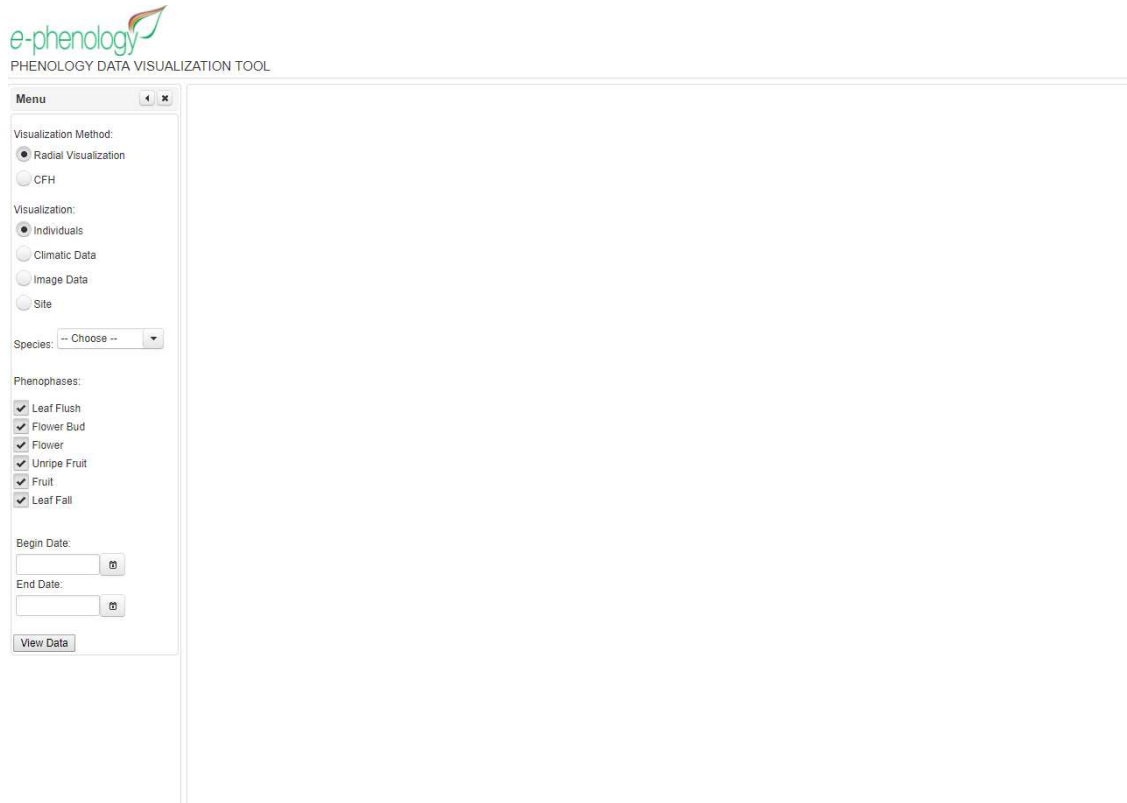 e-phenology
PHENOLOGY DATA VISUALIZATION TOOL
Menu
Visualization Method:
Radial Visualization
CFH
Visualization:
Individuals
Climatic Data
Image Data
Site
Species: -- Choose --
Phenophases:
Leaf Flush
Flower Bud
Flower
Unripe Fruit
Fruit
Leaf Fall
Begin Date:
End Date:
View Data